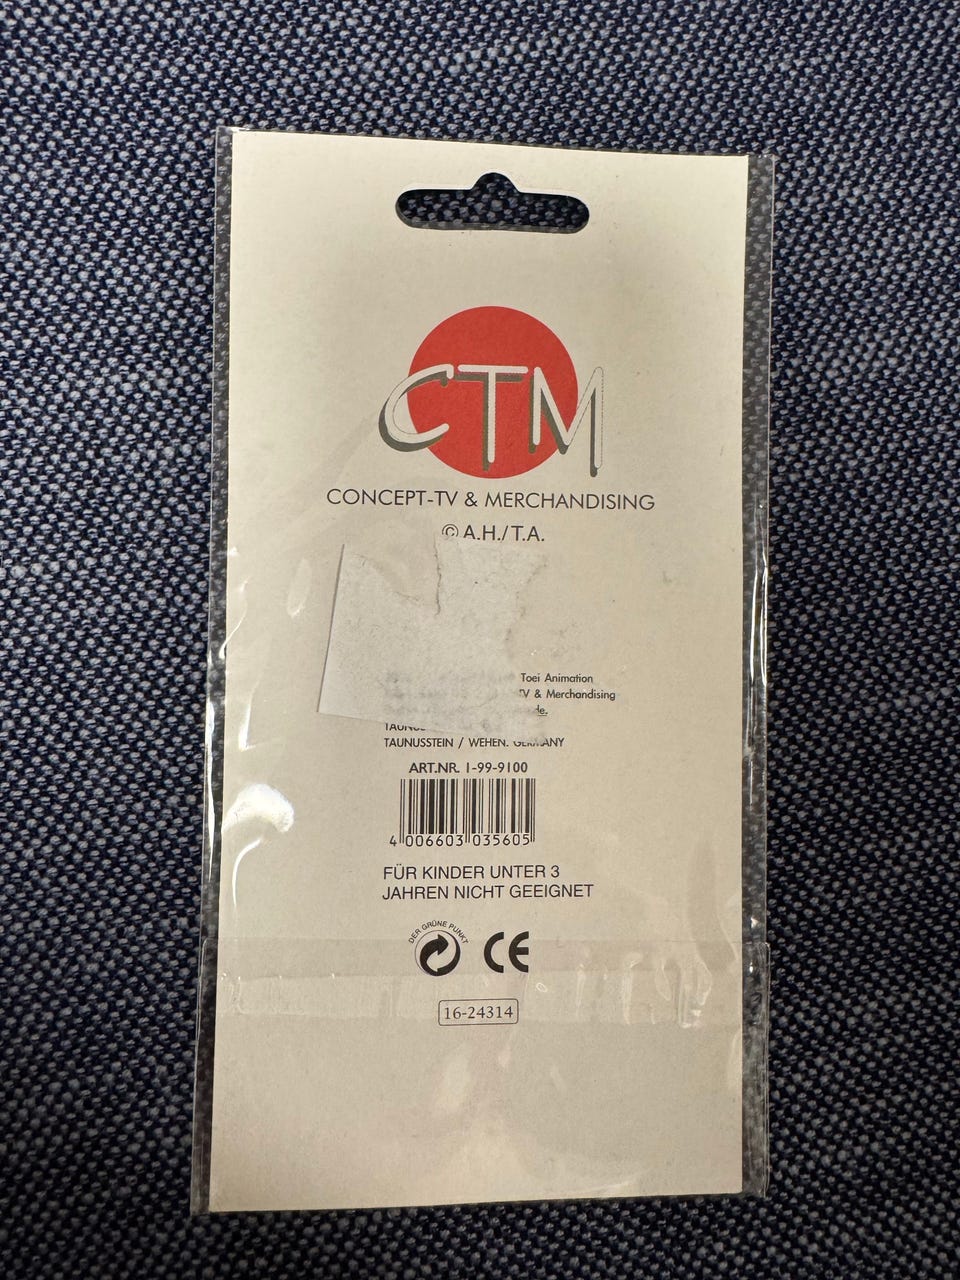 CTM
CONCEPT-TV & MERCHANDISING
© A.H./T.A.
Toei Animation
& Merchandising
TAUNUSSTEIN / WEHEN. GERMANY
ART.NR. 1-99-9100
4 006603 035605
FÜR KINDER UNTER 3
JAHREN NICHT GEEIGNET
DER GRÜNE PUNKT
CE
16-24314